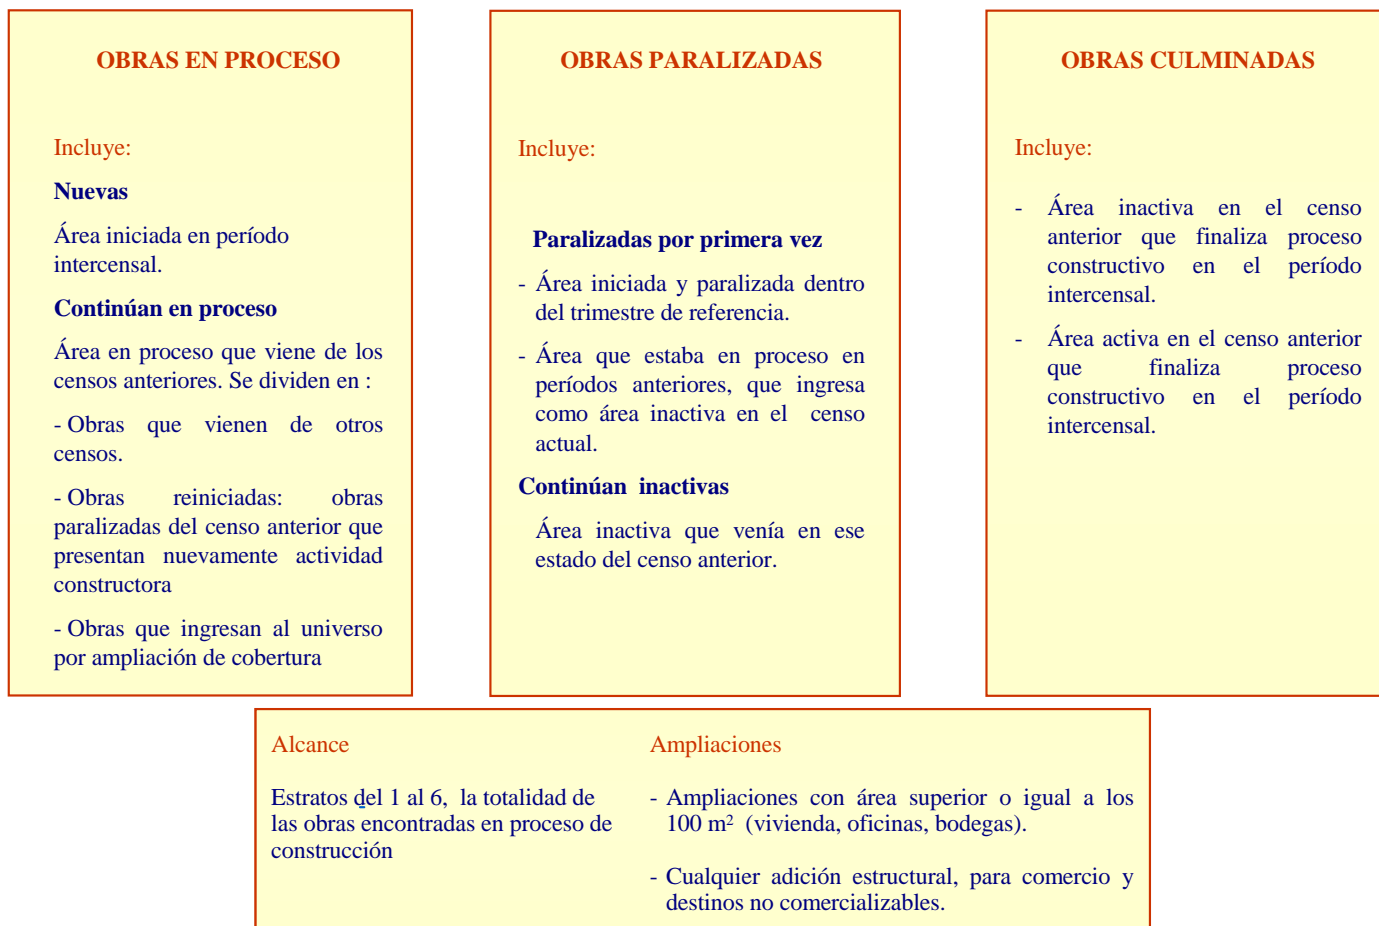 OBRAS EN PROCESO
Incluye:
Nuevas
Área iniciada en período
intercensal.
Continúan en proceso
Área en proceso que viene de los
censos anteriores. Se dividen en :
- Obras que vienen de otros
censos.
- Obras reiniciadas: obras
paralizadas del censo anterior que
presentan nuevamente actividad
constructora
- Obras que ingresan al universo
por ampliación de cobertura
OBRAS PARALIZADAS
Incluye:
Paralizadas por primera vez
- Área iniciada y paralizada dentro
del trimestre de referencia.
- Área que estaba en proceso en
períodos anteriores, que ingresa
como área inactiva en el censo
actual.
Continúan inactivas
Área inactiva que venía en ese
estado del censo anterior.
OBRAS CULMINADAS
Incluye:
- Área inactiva en el censo
anterior que finaliza proceso
constructivo en el período
intercensal.
- Área activa en el censo anterior
que finaliza proceso
constructivo en el período
intercensal.
Alcance
Estratos del 1 al 6, la totalidad de
las obras encontradas en proceso de
construcción
Ampliaciones
- Ampliaciones con área superior o igual a los
100 m² (vivienda, oficinas, bodegas).
- Cualquier adición estructural, para comercio y
destinos no comercializables.